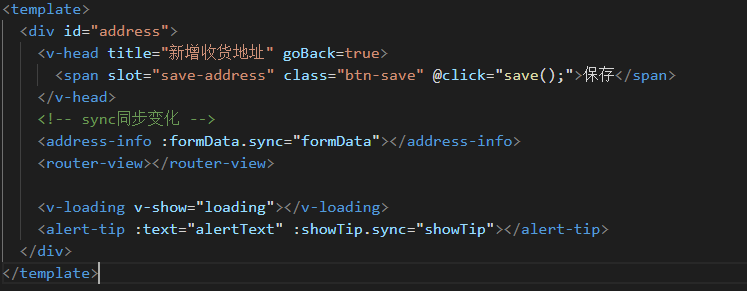 <template>
  <div id="address">
    <v-head title="新增收货地址" goBack=true>
      <span slot="save-address" class="btn-save" @click="save();">保存</span>
    </v-head>
    <!-- sync同步变化 -->
    <address-info :formData.sync="formData"></address-info>
    <router-view></router-view>

    <v-loading v-show="loading"></v-loading>
    <alert-tip :text="alertText" :showTip.sync="showTip"></alert-tip>
  </div>
</template>